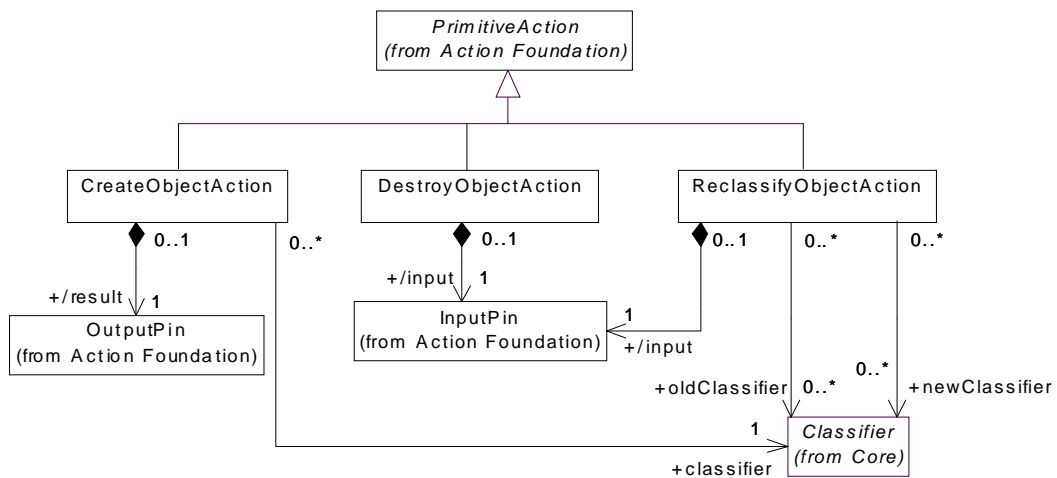 PrimitiveAction
(from Action Foundation)
CreateObjectAction
DestroyObjectAction
ReclassifyObjectAction
0..1
0..*
0..1
0..1
0..*
0..*
+/result
1
+/input
1
OutputPin
(from Action Foundation)
InputPin
(from Action Foundation)
1
+/input
+oldClassifier
0..*
0..*
+newClassifier
1
+classifier
Classifier
(from Core)